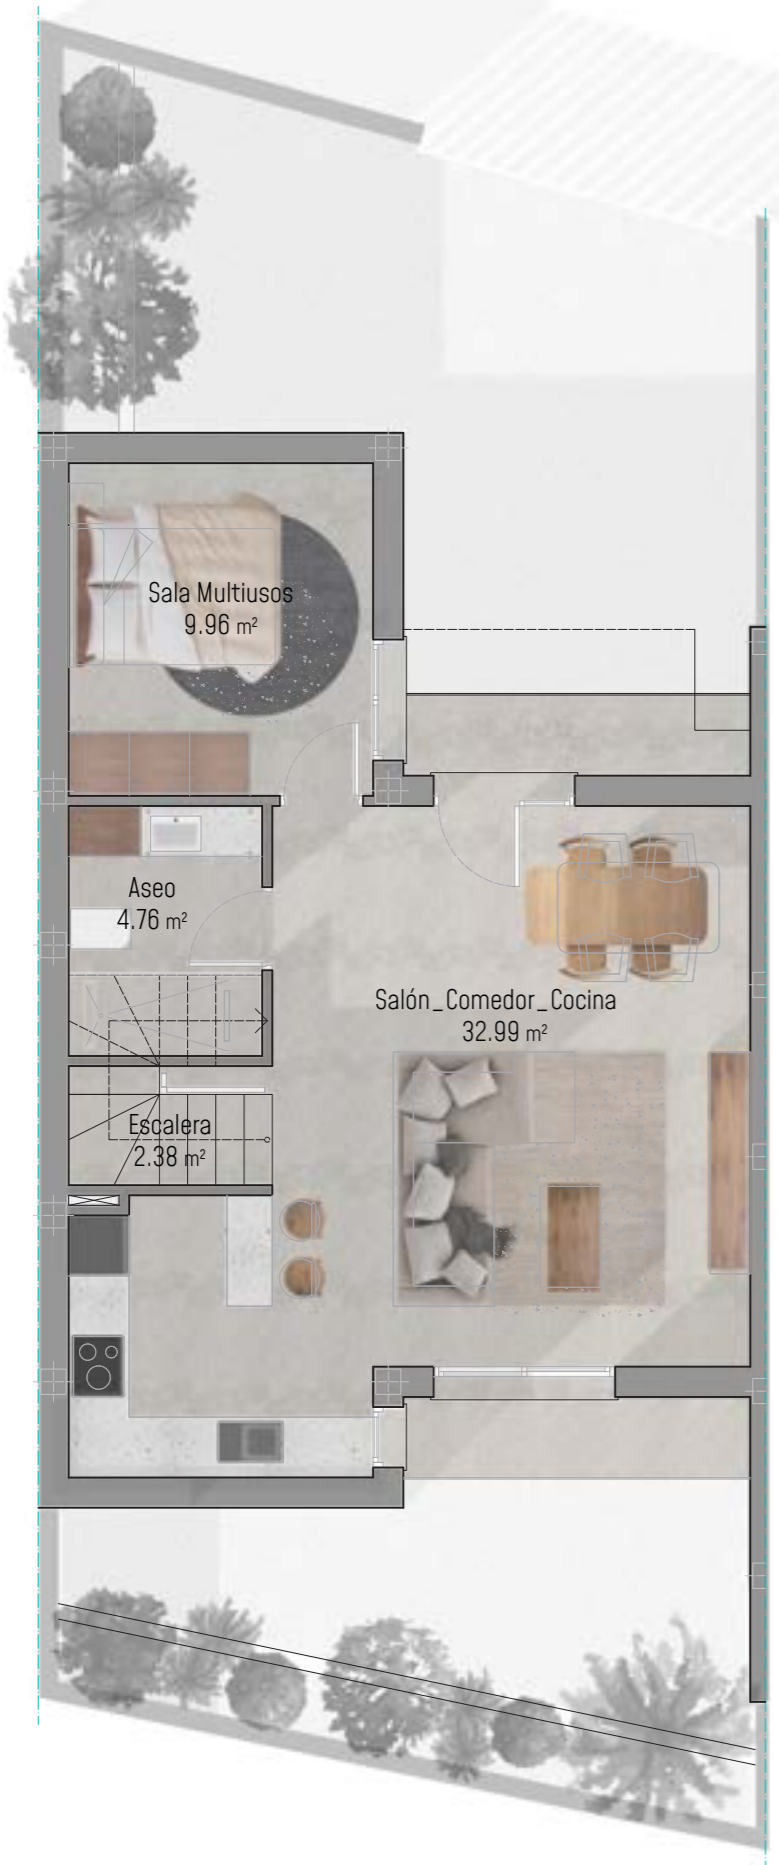 Sala Multiusos
9.96 m²
Aseo
4.76 m²
Salón_Comedor_Cocina
32.99 m²
Escalera
2.38 m²